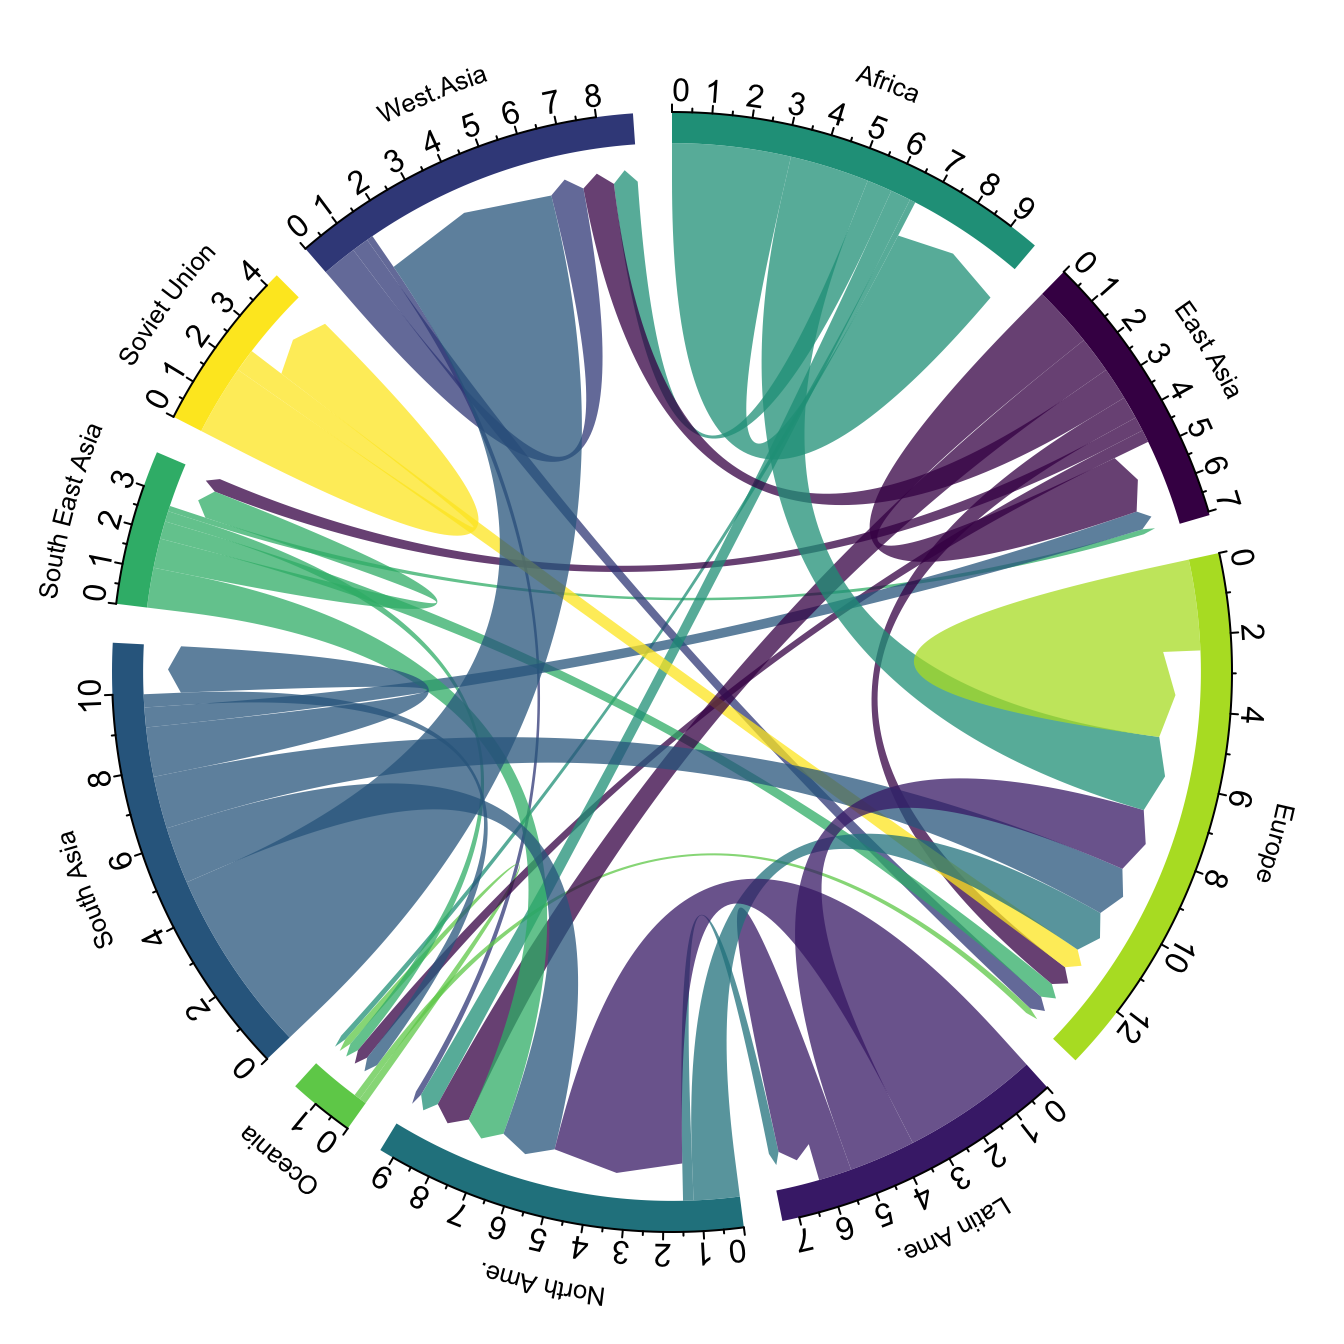 Africa
0 1 2 3 4 5 6 7 8 9
East Asia
0 1 2 3 4 5 6 7
Europe
0 2 4 6 8 10 12
Latin Ame.
0 1 2 3 4 5 6 7
North Ame.
0 1 2 3 4 5 6 7 8 9
Oceania
0 1
South Asia
0 2 4 6 8 10
South East Asia
0 1 2 3
Soviet Union
0 1 2 3 4
West.Asia
0 1 2 3 4 5 6 7 8